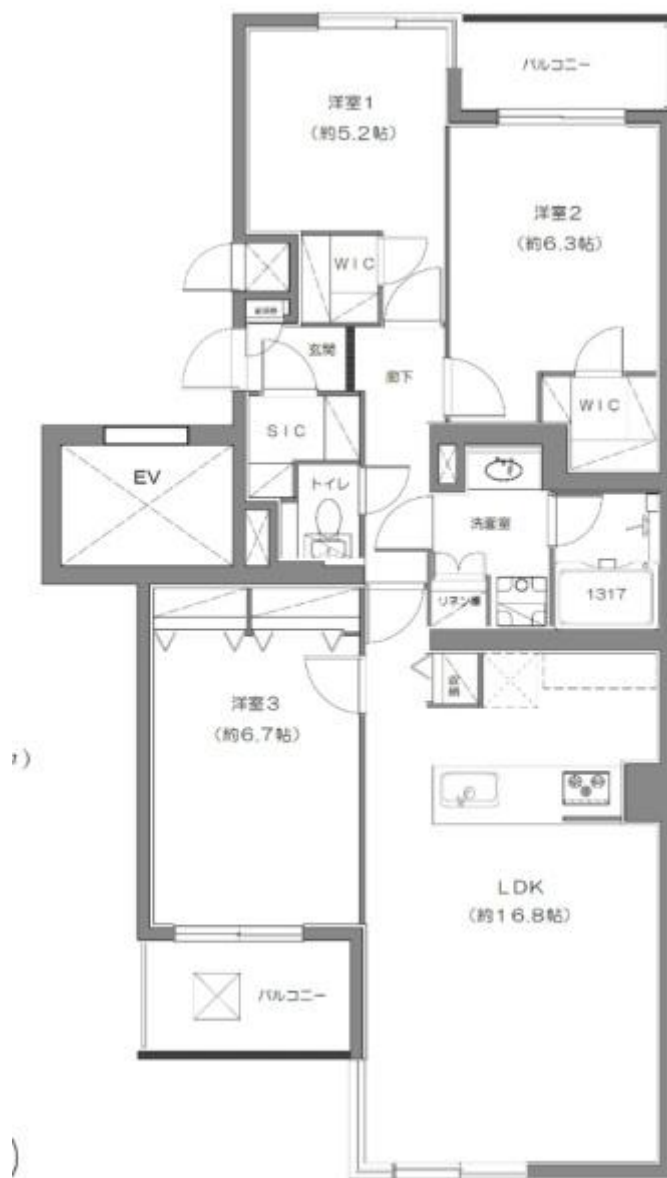 バルコニー
洋室1
(約5.2帖)
洋室2
(約6.3帖)
WIC
玄関
廊下
WIC
SIC
EV
トイレ
洗面室
リネン庫
1317
洋室3
(約6.7帖)
LDK
(約16.8帖)
バルコニー